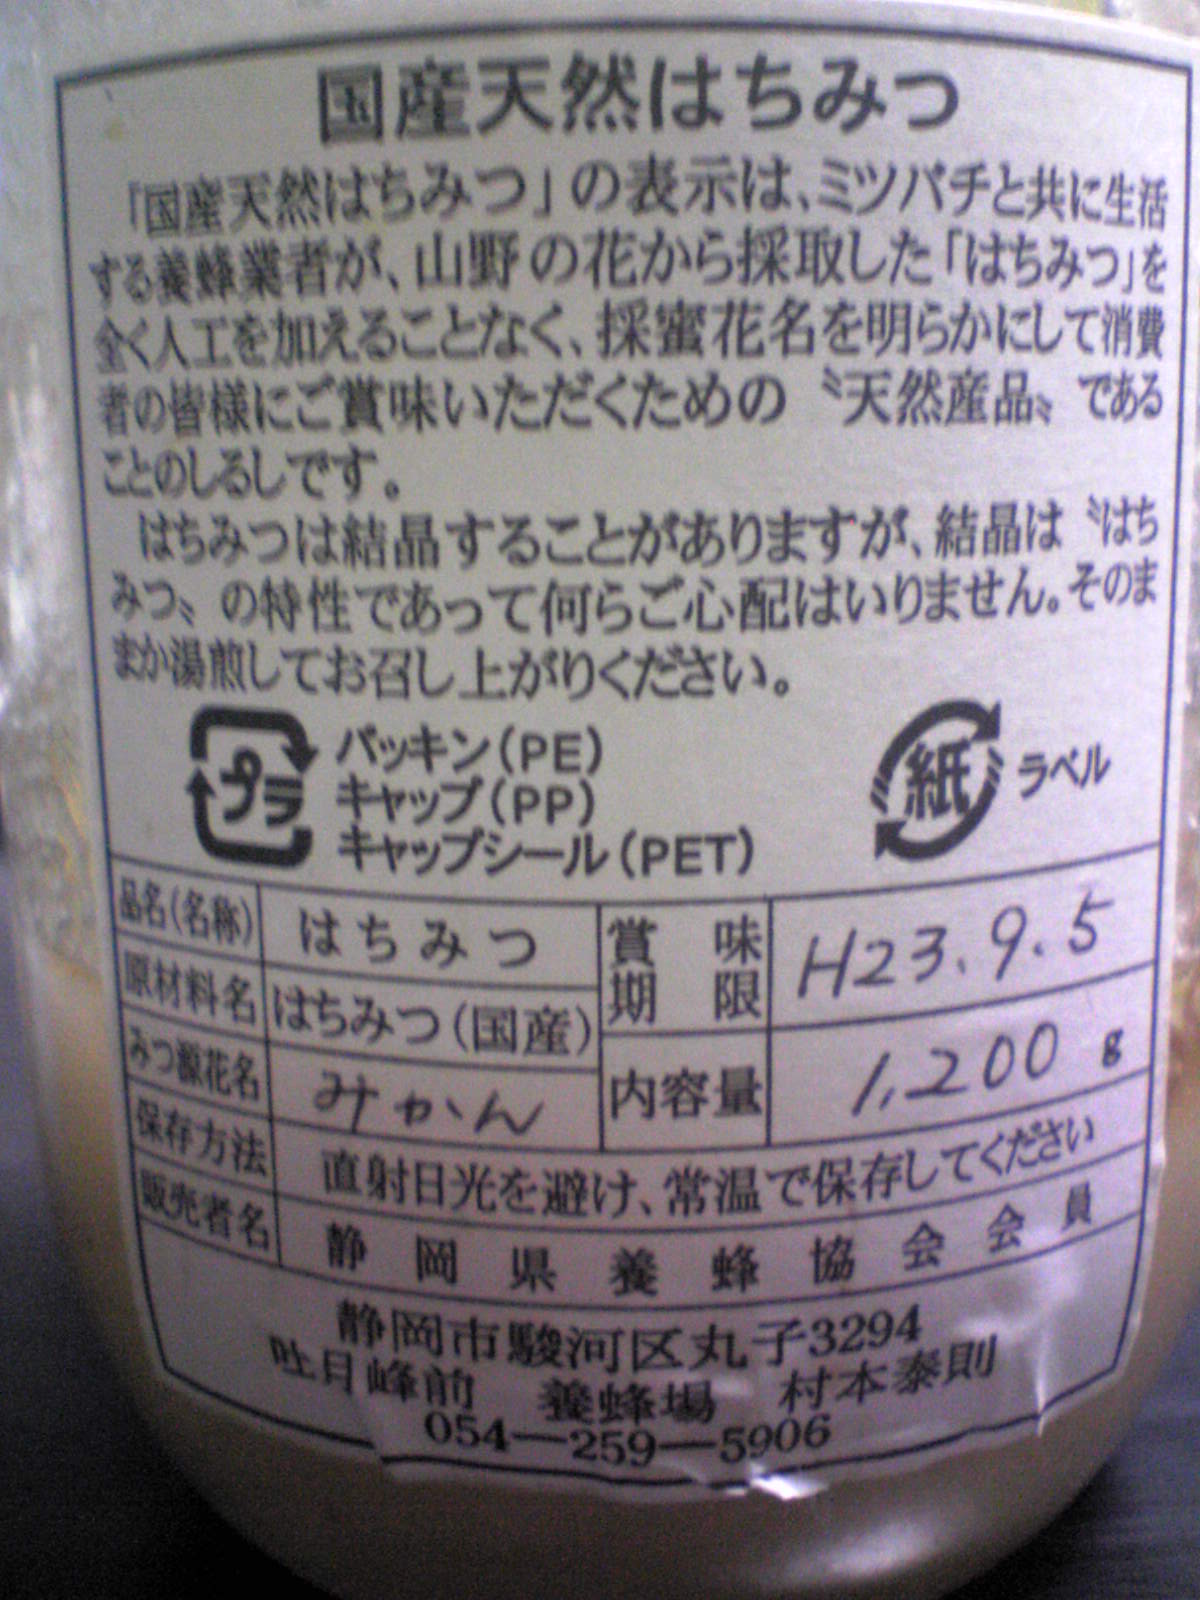 国産天然はちみつ
「国産天然はちみつ」の表示は、ミツバチと共に生活
する養蜂業者が、山野の花から採取した「はちみつ」を
全く人工を加えることなく、採蜜花名を明らかにして消費
者の皆様にご賞味いただくための〝天然産品〟である
ことのしるしです。
はちみつは結晶することがありますが、結晶は〝はち
みつ〟の特性であって何らご心配はいりません。そのま
まか湯煎してお召し上がりください。
プラ パッキン(PE)
キャップ(PP)
キャップシール(PET)
紙 ラベル
品名(名称) はちみつ
原材料名 はちみつ(国産)
みつ源花名 みかん
賞味期限 H23.9.5
内容量 1,200 g
保存方法 直射日光を避け、常温で保存してください
販売者名 静岡県養蜂協会会員
静岡市駿河区丸子3294
吐月峰前 養蜂場 村本泰則
054-259-5906